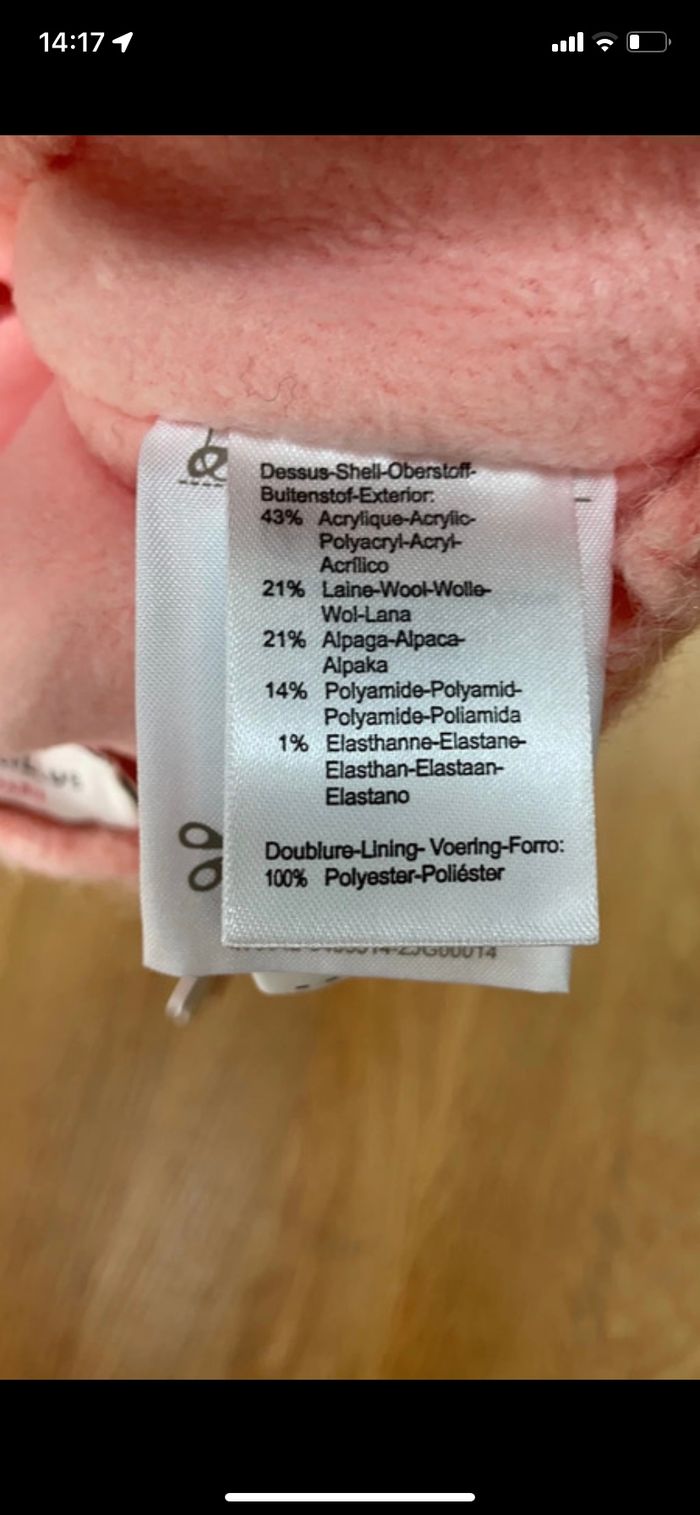 14:17
Dessus-Shell-Oberstoff-
Buitenstof-Exterior:
43% Acrylique-Acrylic-
Polyacryl-Acryl-
Acrílico
21% Laine-Wool-Wolle-
Wol-Lana
21% Alpaga-Alpaca-
Alpaka
14% Polyamide-Polyamid-
Polyamide-Poliamida
1% Elasthanne-Elastane-
Elasthan-Elastaan-
Elastano
Doublure-Lining- Voering-Forro:
100% Polyester-Poliéster